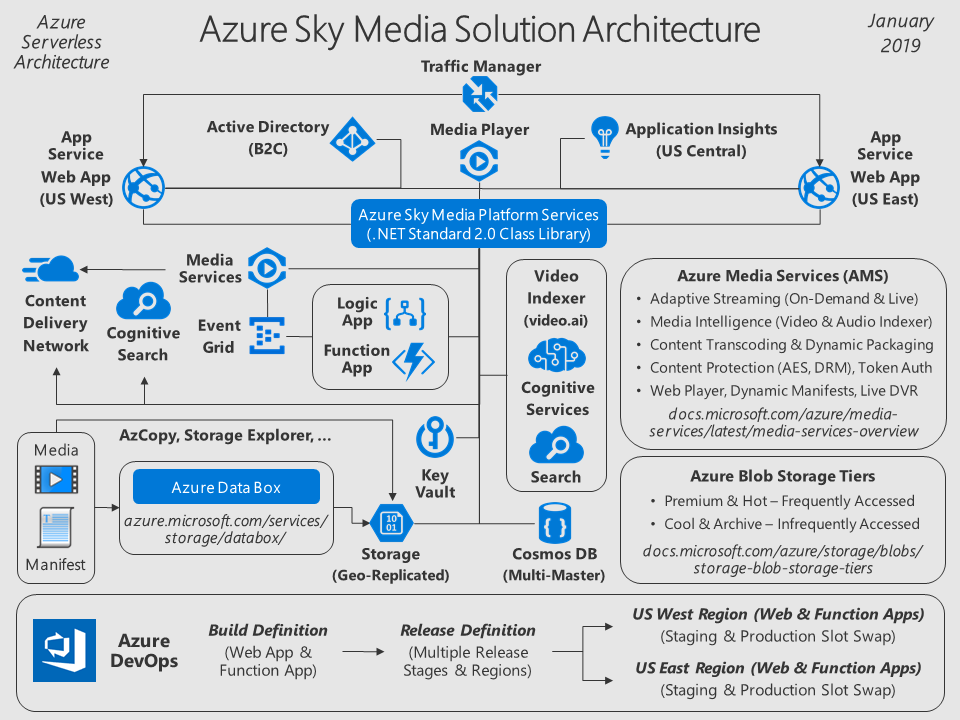 Azure
Serverless
Architecture
Azure Sky Media Solution Architecture
January
2019
Traffic Manager
Active Directory
(B2C)
Media Player
Application Insights
(US Central)
App
Service
Web App
(US West)
App
Service
Web App
(US East)
Azure Sky Media Platform Services
(.NET Standard 2.0 Class Library)
Media
Services
Content
Delivery
Network
Cognitive
Search
Event
Grid
Logic
App
Function
App
Video
Indexer
(video.ai)
Cognitive
Services
Search
Azure Media Services (AMS)
• Adaptive Streaming (On-Demand & Live)
• Media Intelligence (Video & Audio Indexer)
• Content Transcoding & Dynamic Packaging
• Content Protection (AES, DRM), Token Auth
• Web Player, Dynamic Manifests, Live DVR
docs.microsoft.com/azure/media-
services/latest/media-services-overview
AzCopy, Storage Explorer, ...
Media
Manifest
Azure Data Box
azure.microsoft.com/services/
storage/databox/
Key
Vault
10
01
Storage
(Geo-Replicated)
Cosmos DB
(Multi-Master)
Azure Blob Storage Tiers
• Premium & Hot – Frequently Accessed
• Cool & Archive – Infrequently Accessed
docs.microsoft.com/azure/storage/blobs/
storage-blob-storage-tiers
Azure
DevOps
Build Definition
(Web App &
Function App)
Release Definition
(Multiple Release
Stages & Regions)
US West Region (Web & Function Apps)
(Staging & Production Slot Swap)
US East Region (Web & Function Apps)
(Staging & Production Slot Swap)